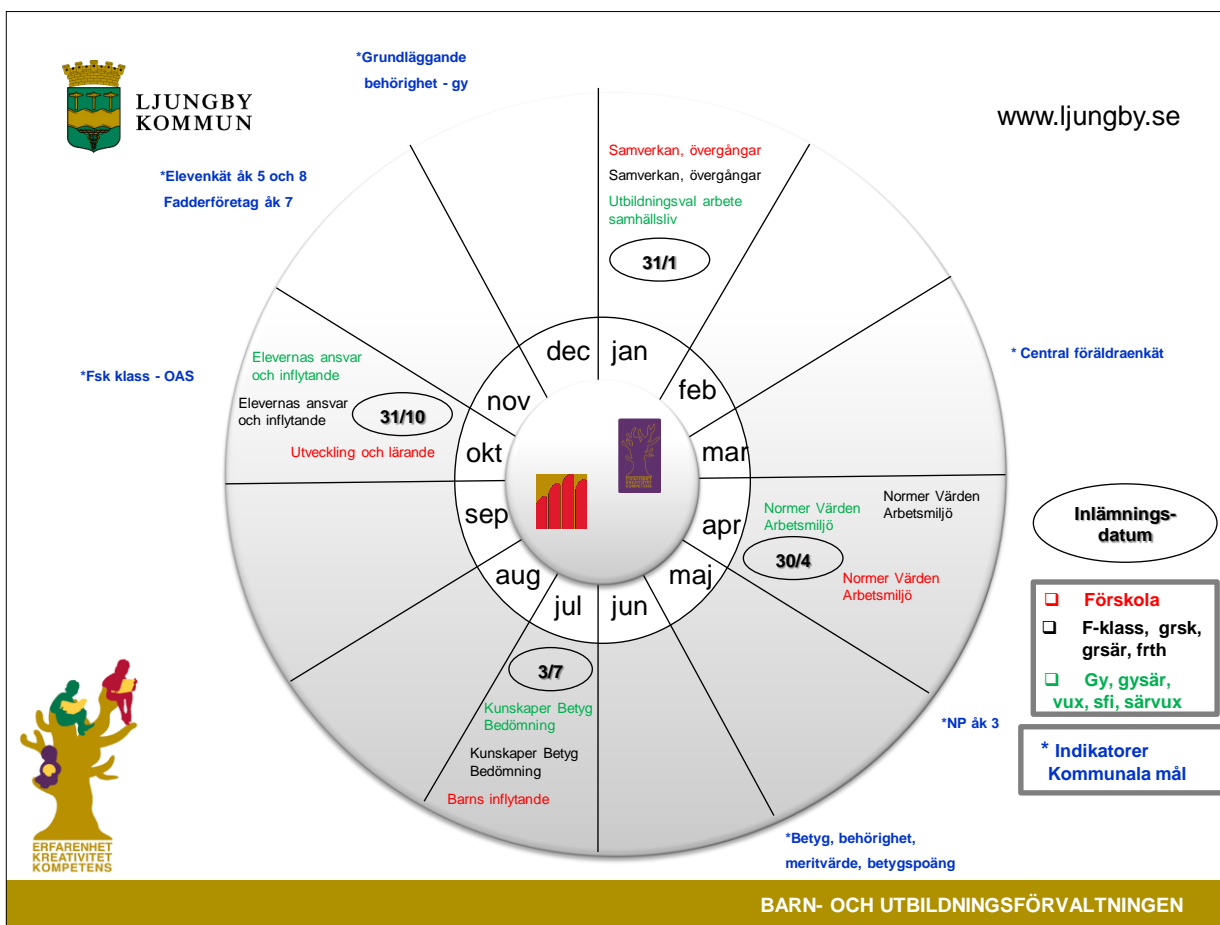 LJUNGBY
KOMMUN
www.ljungby.se
*Grundläggande
behörighet - gy
*Elevenkät åk 5 och 8
Fadderföretag åk 7
*Fsk klass - OAS
Samverkan, övergångar
Samverkan, övergångar
Utbildningsval arbete
samhällsliv
31/1
* Central föräldraenkät
dec
jan
feb
mar
apr
maj
jun
jul
aug
sep
okt
nov
Elevernas ansvar
och inflytande
Elevernas ansvar
och inflytande
31/10
Utveckling och lärande
Normer Värden
Arbetsmiljö
Normer Värden
Arbetsmiljö
30/4
Normer Värden
Arbetsmiljö
3/7
Kunskaper Betyg
Bedömning
Kunskaper Betyg
Bedömning
Barns inflytande
Inlämnings-
datum
Förskola
F-klass, grsk,
grsär, frth
Gy, gysär,
vux, sfi, särvux
*NP åk 3
* Indikatorer
Kommunala mål
*Betyg, behörighet,
meritvärde, betygspoäng
ERFARENHET
KREATIVITET
KOMPETENS
ERFARENHET
KREATIVITET
KOMPETENS
BARN- OCH UTBILDNINGSFÖRVALTNINGEN